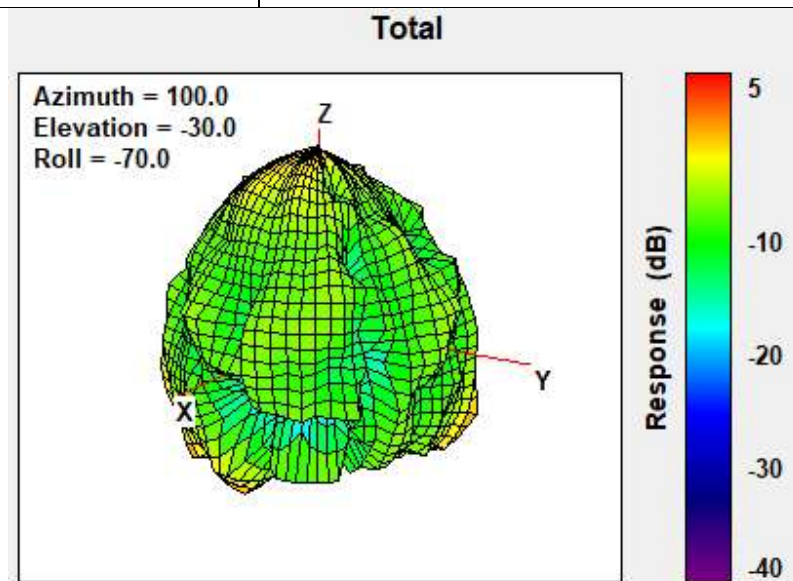 Total
Azimuth = 100.0
Elevation = -30.0
Roll = -70.0
Z
Y
X
Response (dB)
5
-10
-20
-30
-40